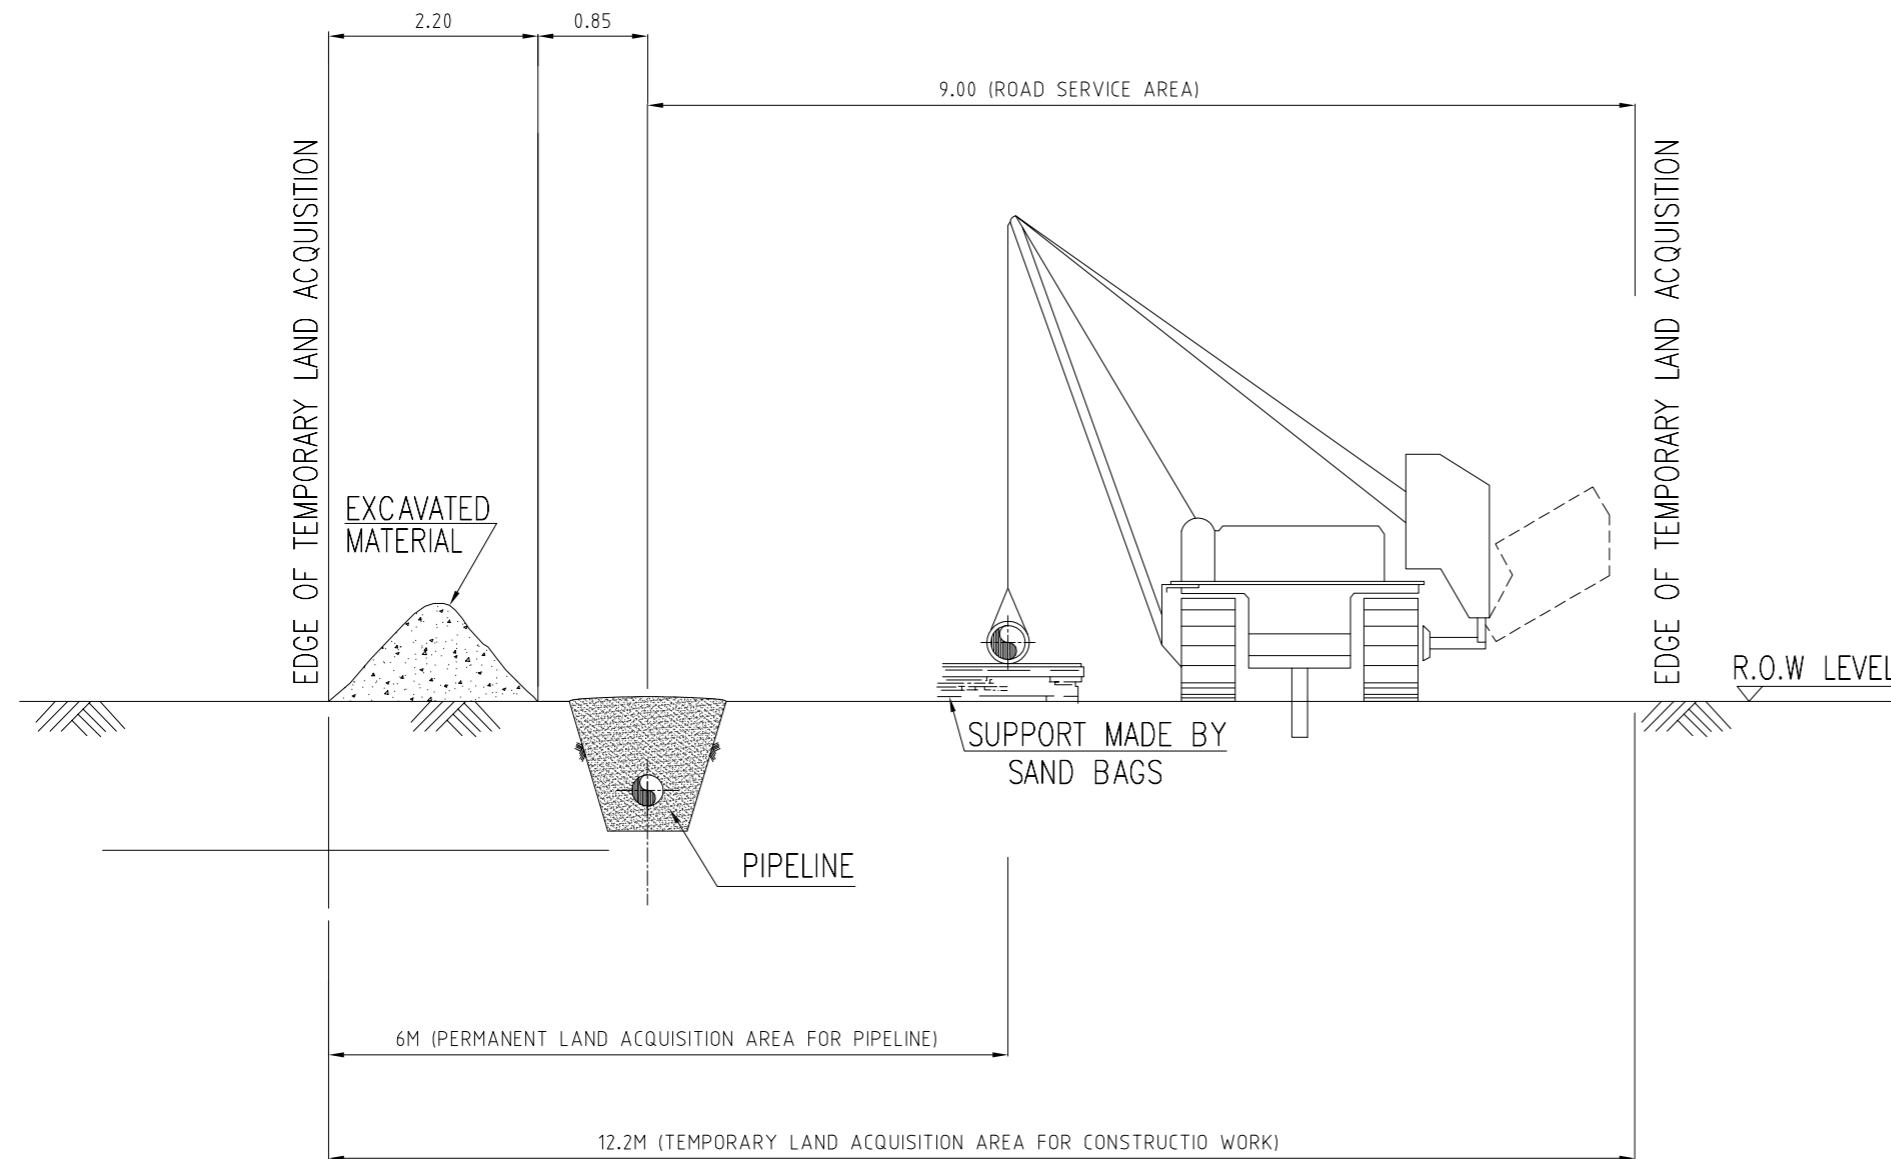 2.20
0.85
9.00 (ROAD SERVICE AREA)
EDGE OF TEMPORARY LAND ACQUISITION
EDGE OF TEMPORARY LAND ACQUISITION
EXCAVATED
MATERIAL
R.O.W LEVEL
SUPPORT MADE BY
SAND BAGS
PIPELINE
6M (PERMANENT LAND ACQUISITION AREA FOR PIPELINE)
12.2M (TEMPORARY LAND ACQUISITION AREA FOR CONSTRUCTIO WORK)